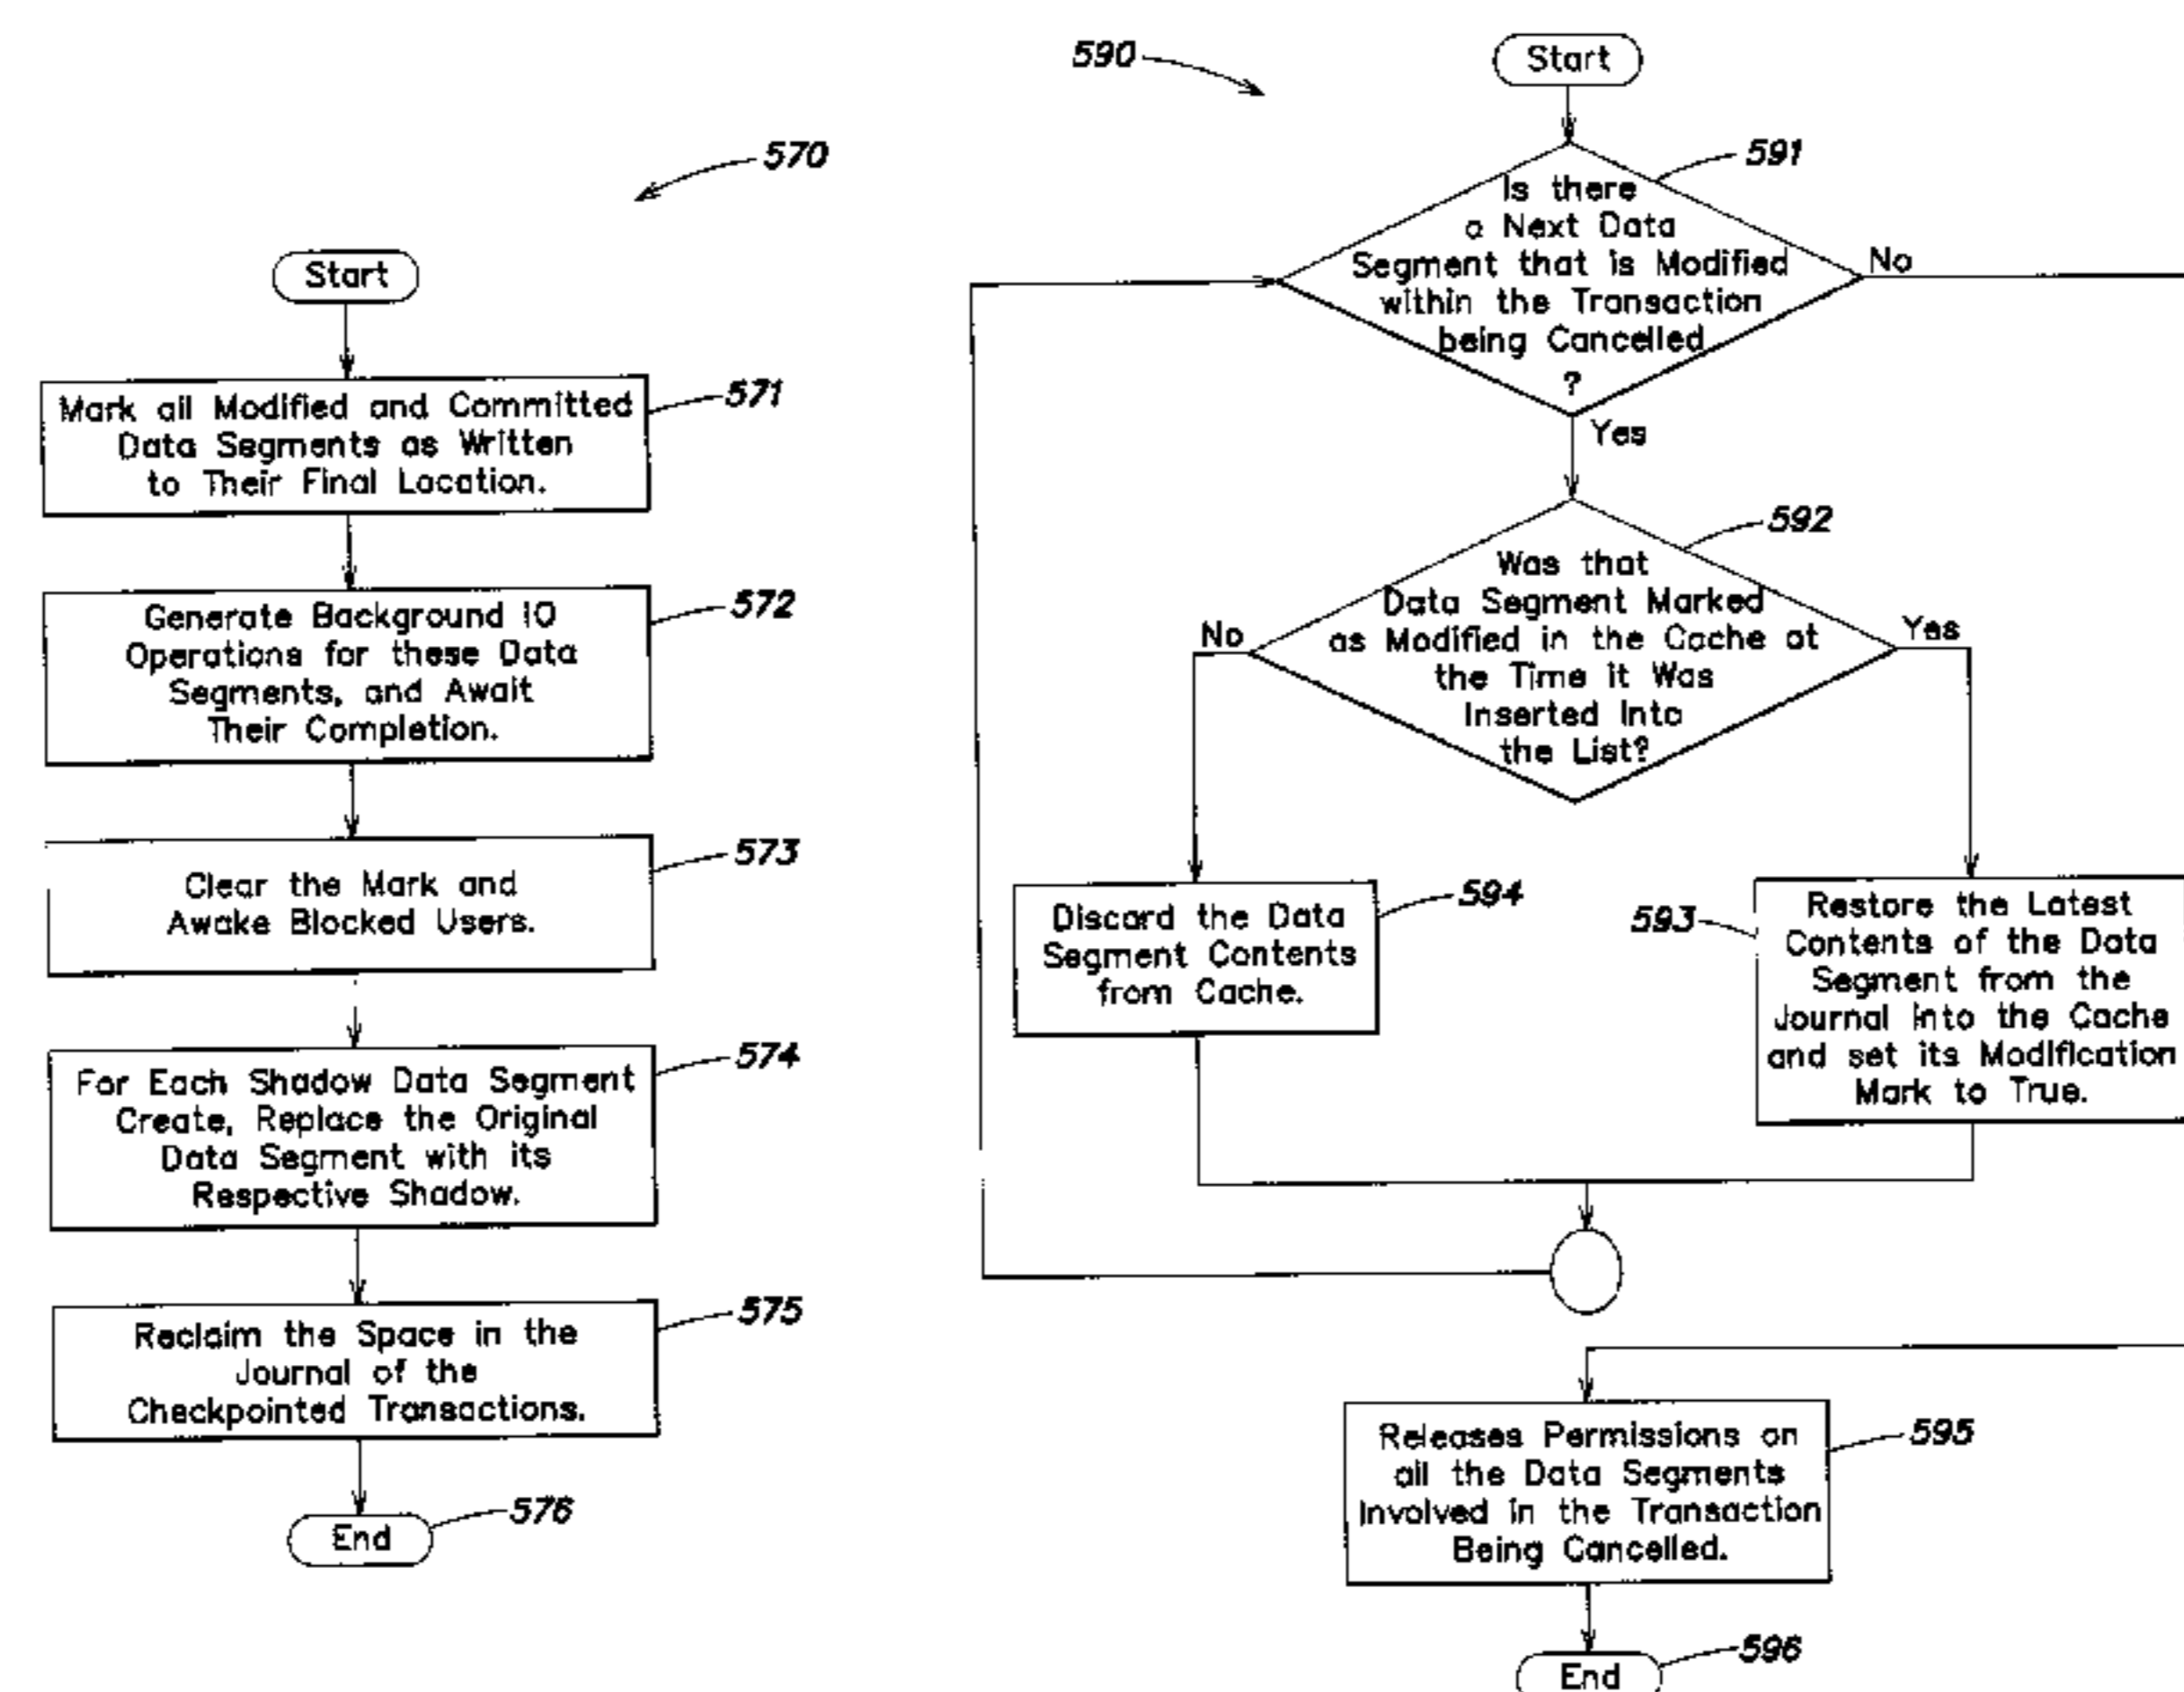 570
Start
Mark all Modified and Committed
Data Segments as Written
to Their Final Location.
571
Generate Background IO
Operations for these Data
Segments, and Await
Their Completion.
572
Clear the Mark and
Awake Blocked Users.
573
For Each Shadow Data Segment
Create, Replace the Original
Data Segment with its
Respective Shadow.
574
Reclaim the Space in the
Journal of the
Checkpointed Transactions.
575
End
576
590
Start
591
Is there
a Next Data
Segment that is Modified
within the Transaction
being Cancelled
?
No
Yes
592
Was that
Data Segment Marked
as Modified in the Cache at
the Time it Was
Inserted Into
the List?
No
Yes
Discard the Data
Segment Contents
from Cache.
594
593
Restore the Latest
Contents of the Data
Segment from the
Journal into the Cache
and set its Modification
Mark to True.
Releases Permissions on
all the Data Segments
Involved in the Transaction
Being Cancelled.
595
End
596